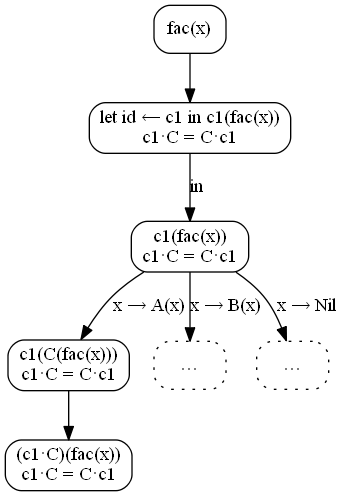 fac(x)
let id ← c1 in c1(fac(x))
c1·C = C·c1
in
c1(fac(x))
c1·C = C·c1
x → A(x)
x → B(x)
x → Nil
c1(C(fac(x)))
c1·C = C·c1
...
...
(c1·C)(fac(x))
c1·C = C·c1